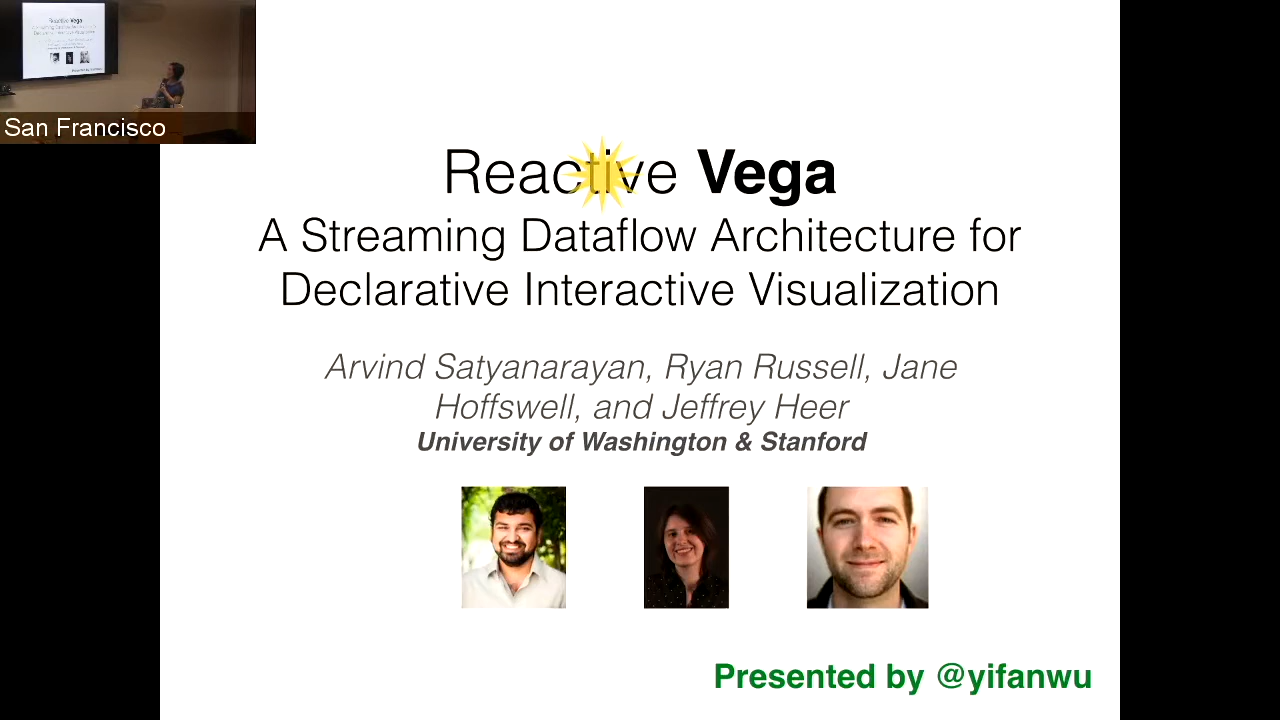 San Francisco
Reactive Vega
A Streaming Dataflow Architecture for
Declarative Interactive Visualization
Arvind Satyanarayan, Ryan Russell, Jane
Hoffswell, and Jeffrey Heer
University of Washington & Stanford
Presented by @yifanwu